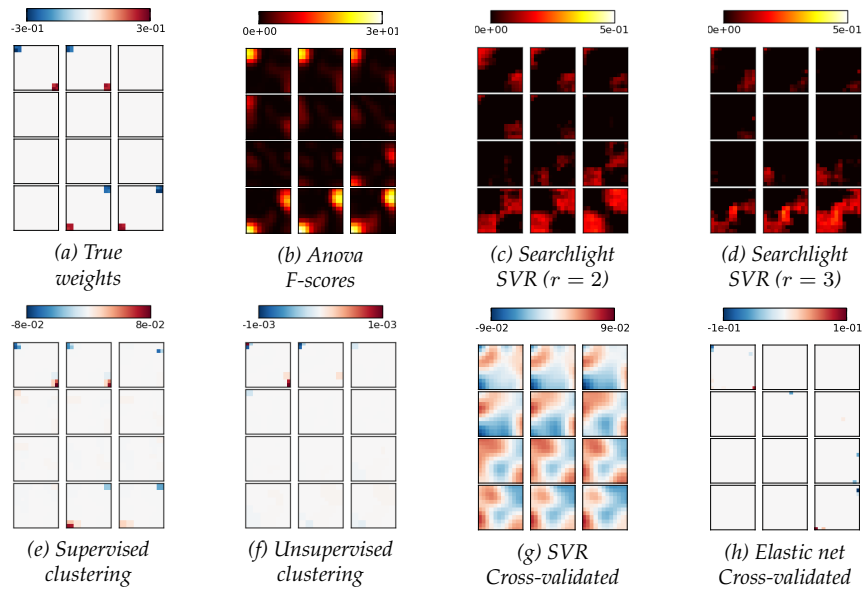 -3e-01 3e-01
0e+00 3e-01
0e+00 5e-01
0e+00 5e-01
(a) True
weights
(b) Anova
F-scores
(c) Searchlight
SVR (r = 2)
(d) Searchlight
SVR (r = 3)
-8e-02 8e-02
-1e-03 1e-03
-9e-02 9e-02
-1e-01 1e-01
(e) Supervised
clustering
(f) Unsupervised
clustering
(g) SVR
Cross-validated
(h) Elastic net
Cross-validated